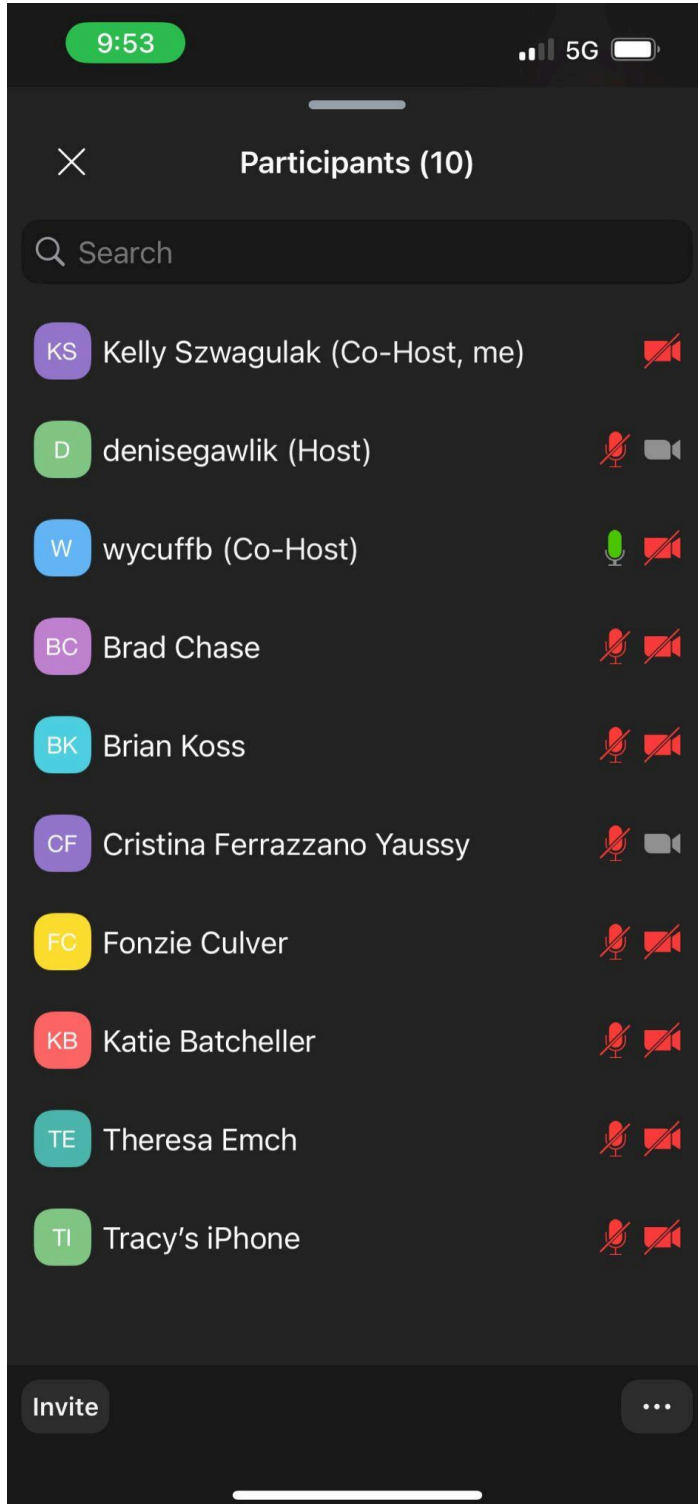 9:53
5G
Participants (10)
Search
KS Kelly Szwagulak (Co-Host, me)
D denisegawlik (Host)
W wycuffb (Co-Host)
BC Brad Chase
BK Brian Koss
CF Cristina Ferrazzano Yaussy
FC Fonzie Culver
KB Katie Batcheller
TE Theresa Emch
TI Tracy’s iPhone
Invite